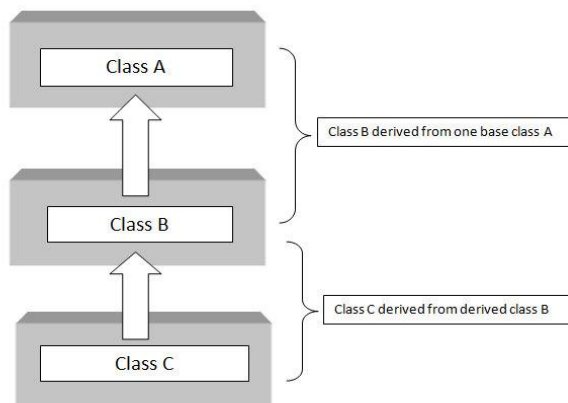 Class A
Class B derived from one base class A
Class B
Class C derived from derived class B
Class C